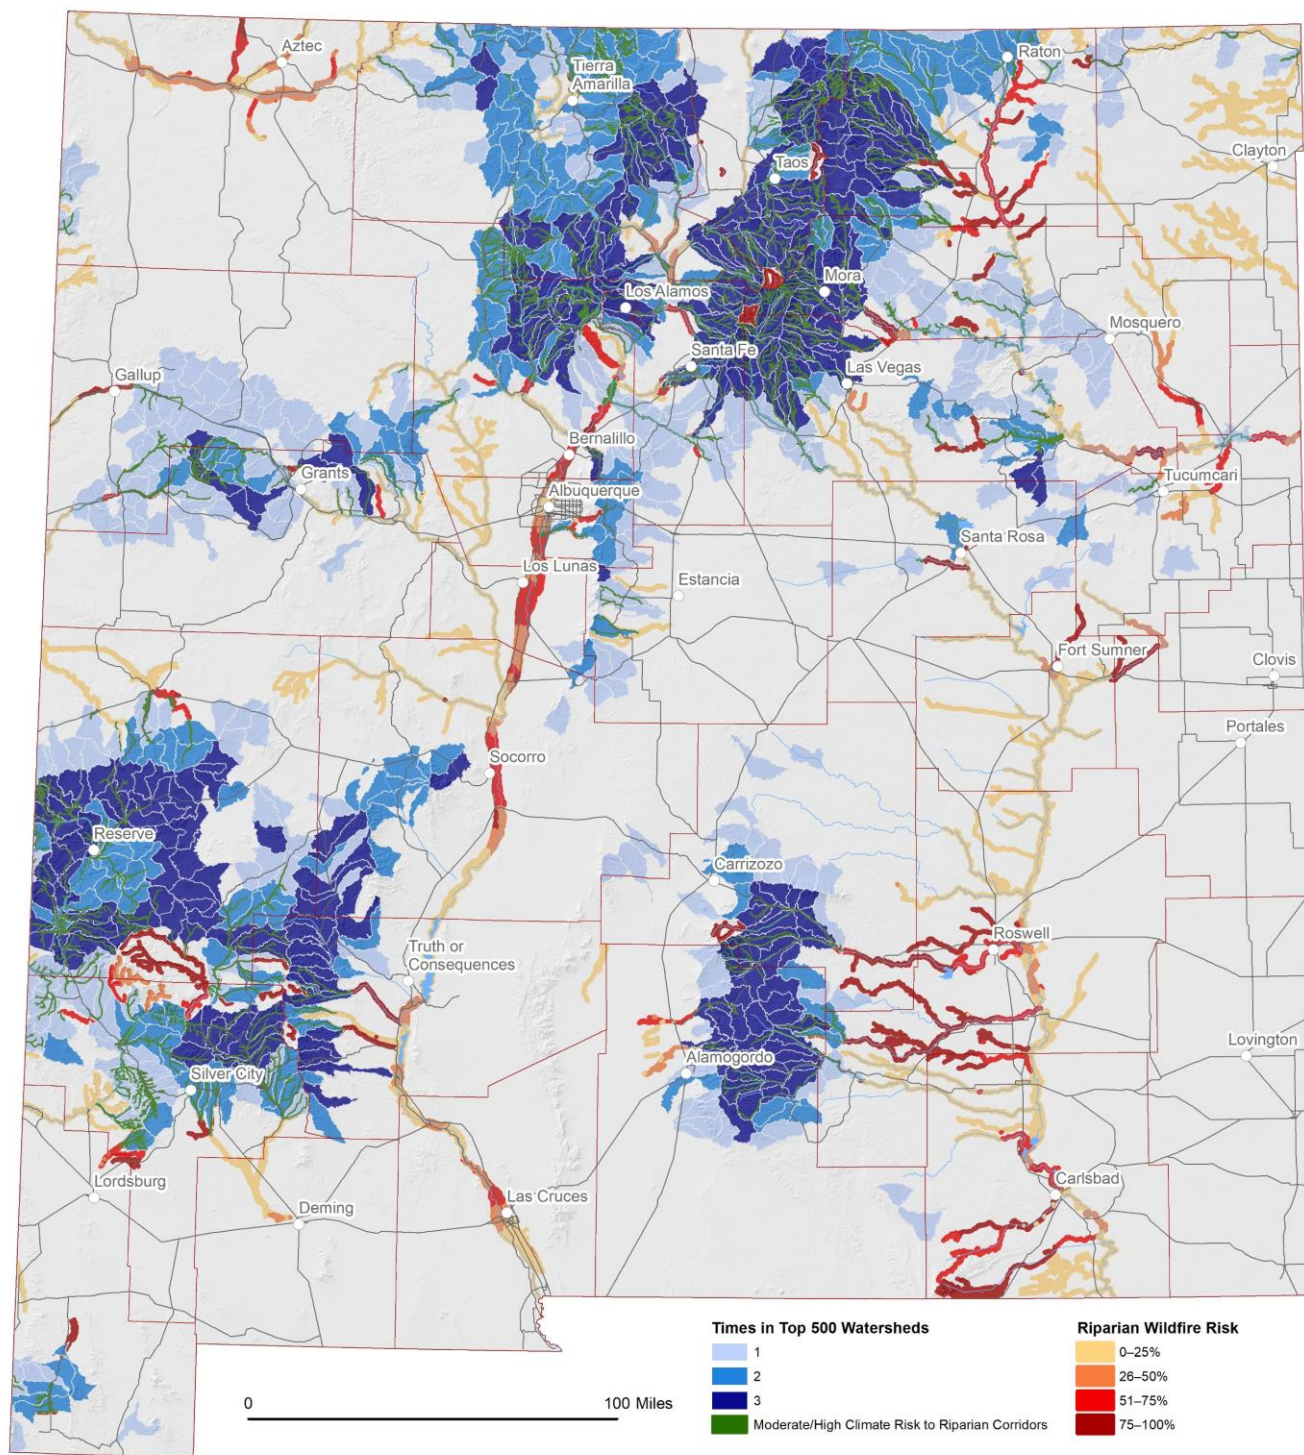 Aztec
Raton
Tierra
Amarilla
Clayton
Taos
Mora
Los Alamos
Mosquero
Santa Fe
Las Vegas
Gallup
Bernalillo
Grants
Tucumcari
Albuquerque
Santa Rosa
Los Lunas
Estancia
Fort Sumner
Clovis
Portales
Socorro
Reserve
Carrizozo
Roswell
Truth or
Consequences
Lovington
Alamogordo
Silver City
Carlsbad
Lordsburg
Las Cruces
Deming
Times in Top 500 Watersheds
1
2
3
Moderate/High Climate Risk to Riparian Corridors
Riparian Wildfire Risk
0–25%
26–50%
51–75%
75–100%
0 100 Miles